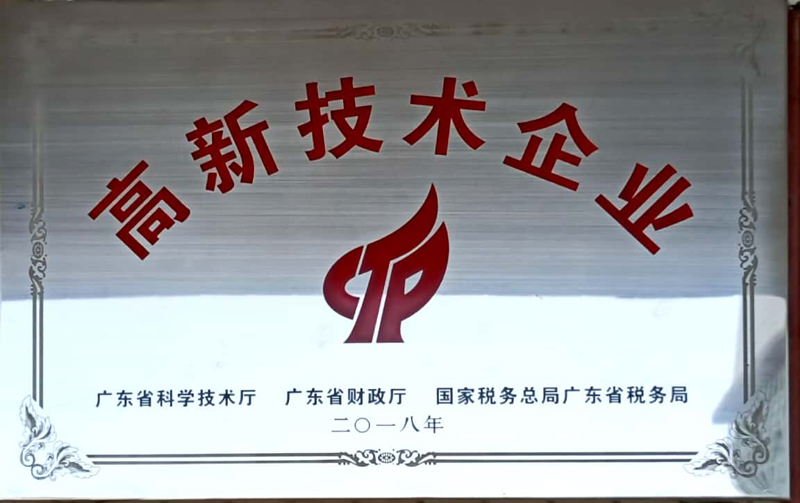 高新技术企业
广东省科学技术厅 广东省财政厅 国家税务总局广东省税务局
二〇一八年